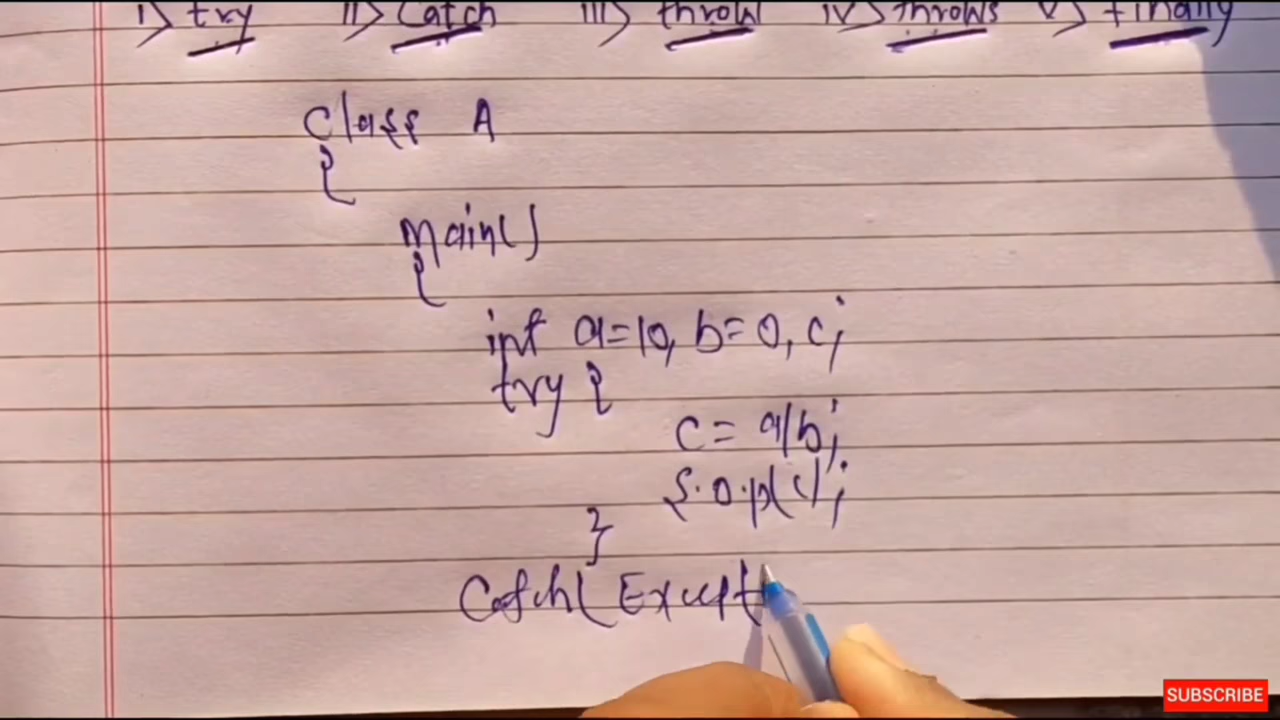 i> try ii> Catch iii> throw iv> throws v> finally
Class A
{
Main()
{
int a=10, b=0, c;
try {
c = a/b;
S.o.p(c);
}
Catch( Except
SUBSCRIBE